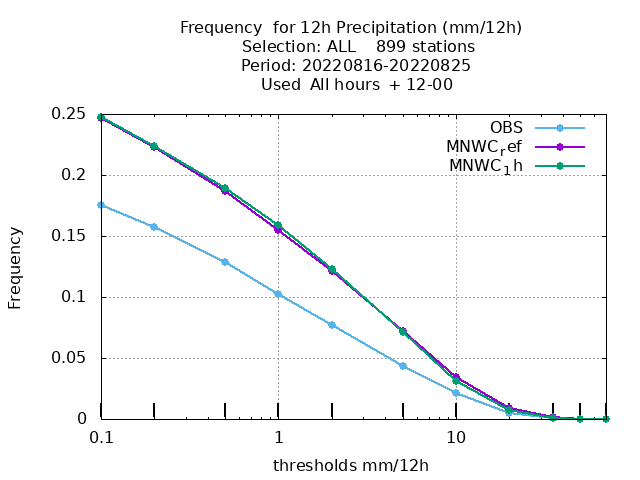 Frequency  for 12h Precipitation (mm/12h)
Selection: ALL    899 stations
Period: 20220816-20220825
Used  All hours  + 12-00
OBS
MNWC_ref
MNWC_1h
0.25
0.2
0.15
0.1
0.05
0
Frequency
0.1 1 10
thresholds mm/12h